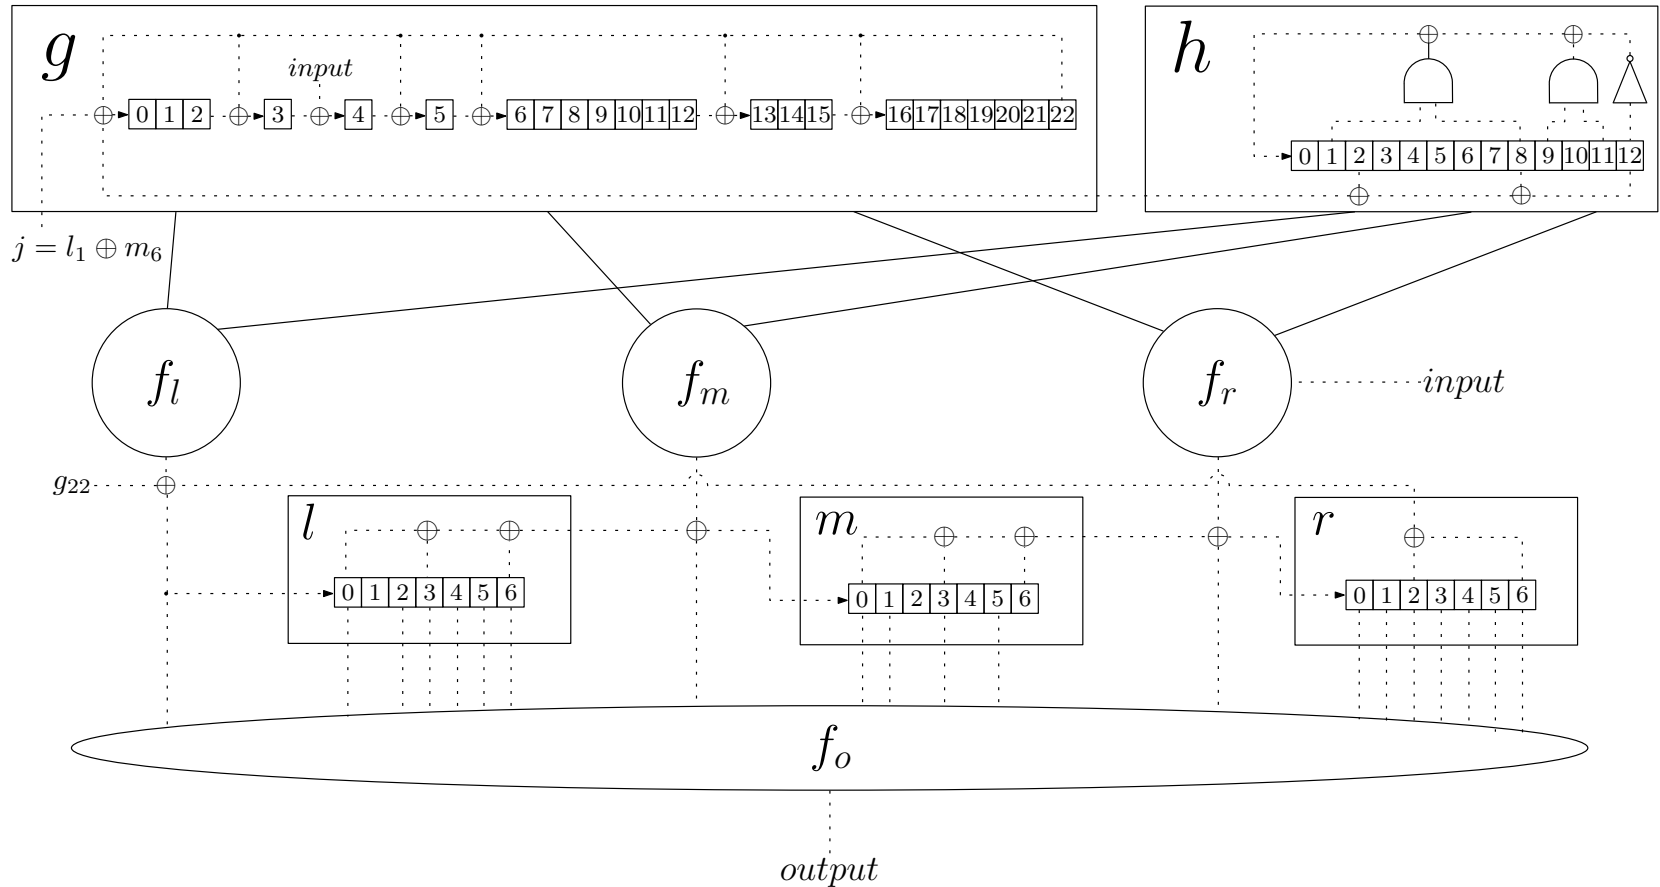 g
h
input
0 1 2 3 4 5 6 7 8 9 10 11 12 13 14 15 16 17 18 19 20 21 22
0 1 2 3 4 5 6 7 8 9 10 11 12
j = l₁ ⊕ m₆
fₗ
fₘ
fᵣ
input
g₂₂
l
m
r
0 1 2 3 4 5 6
0 1 2 3 4 5 6
0 1 2 3 4 5 6
fₒ
output